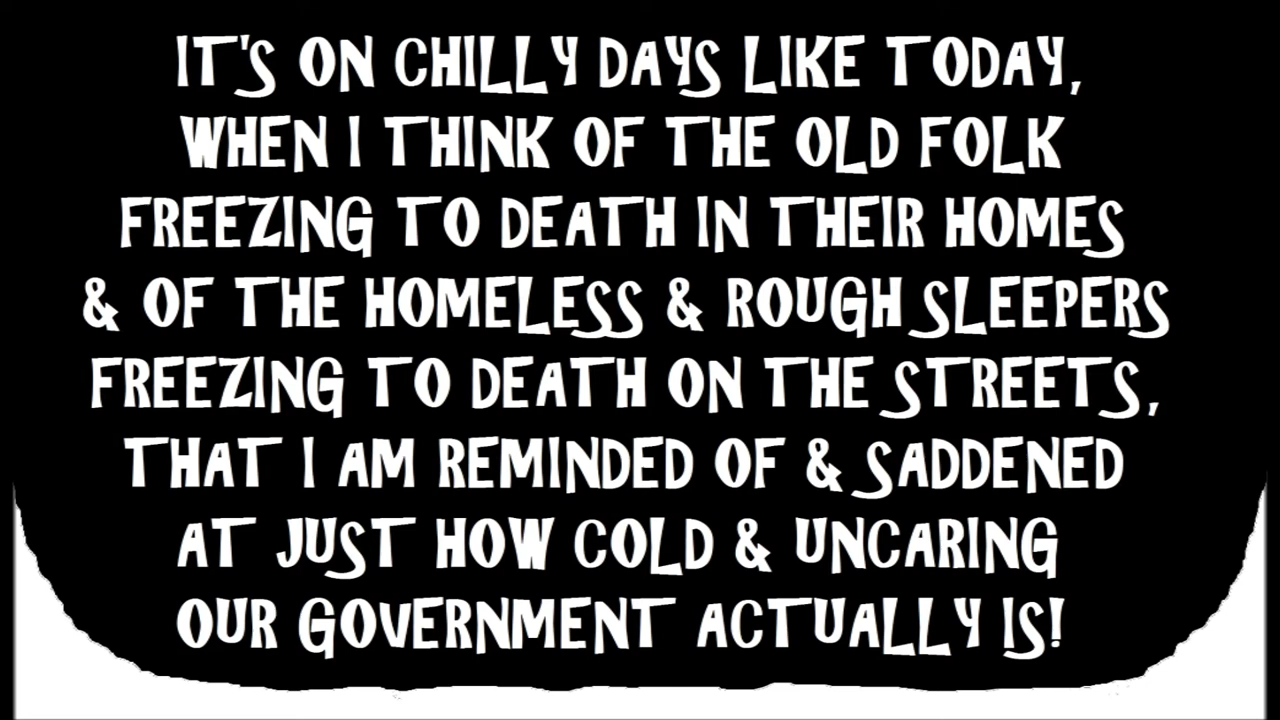 IT'S ON CHILLY DAYS LIKE TODAY,
WHEN I THINK OF THE OLD FOLK
FREEZING TO DEATH IN THEIR HOMES
& OF THE HOMELESS & ROUGH SLEEPERS
FREEZING TO DEATH ON THE STREETS,
THAT I AM REMINDED OF & SADDENED
AT JUST HOW COLD & UNCARING
OUR GOVERNMENT ACTUALLY IS!